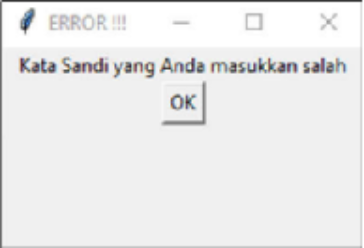 ERROR !!!
Kata Sandi yang Anda masukkan salah
OK